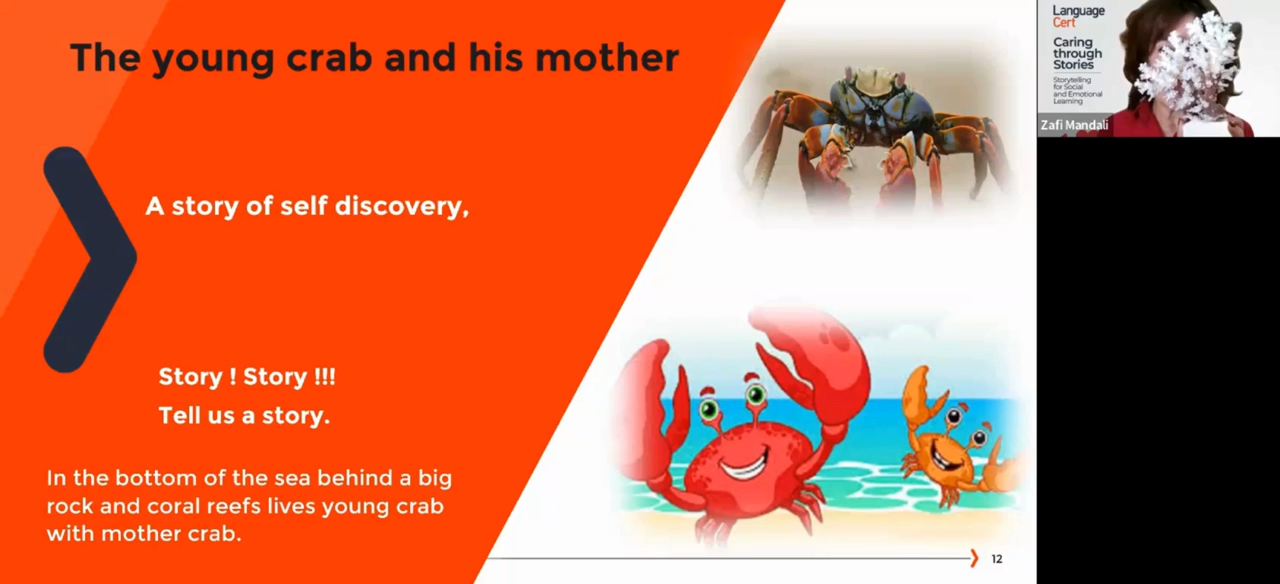 The young crab and his mother
A story of self discovery,
Story ! Story !!!
Tell us a story.
In the bottom of the sea behind a big
rock and coral reefs lives young crab
with mother crab.
12
Language
Cert
Caring
through
Stories
Storytelling
for Social
and Emotional
Learning
Zafi Mandali